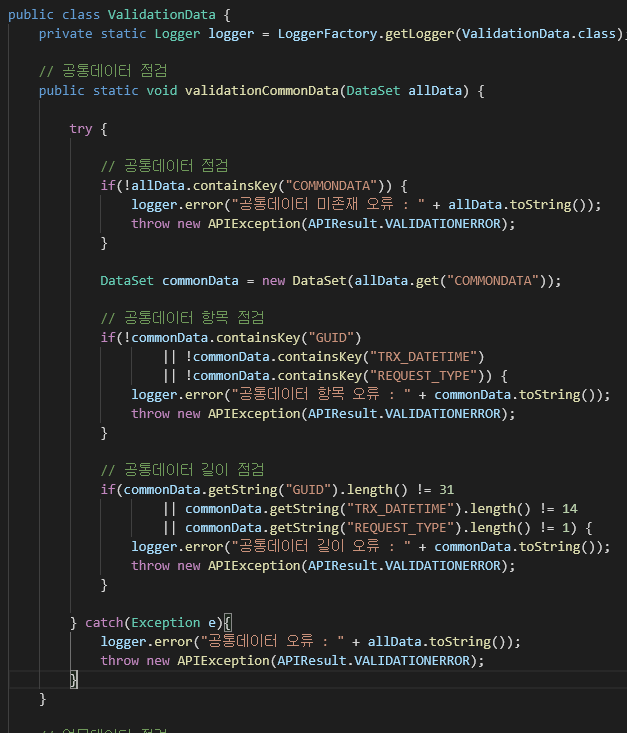 public class ValidationData {
private static Logger logger = LoggerFactory.getLogger(ValidationData.class);
// 공통데이터 점검
public static void validationCommonData(DataSet allData) {
try {
// 공통데이터 점검
if(!allData.containsKey("COMMONDATA")) {
logger.error("공통데이터 미존재 오류 : " + allData.toString());
throw new APIException(APIResult.VALIDATIONERROR);
}
DataSet commonData = new DataSet(allData.get("COMMONDATA"));
// 공통데이터 항목 점검
if(!commonData.containsKey("GUID")
|| !commonData.containsKey("TRX_DATETIME")
|| !commonData.containsKey("REQUEST_TYPE")) {
logger.error("공통데이터 항목 오류 : " + commonData.toString());
throw new APIException(APIResult.VALIDATIONERROR);
}
// 공통데이터 길이 점검
if(commonData.getString("GUID").length() != 31
|| commonData.getString("TRX_DATETIME").length() != 14
|| commonData.getString("REQUEST_TYPE").length() != 1) {
logger.error("공통데이터 길이 오류 : " + commonData.toString());
throw new APIException(APIResult.VALIDATIONERROR);
}
} catch(Exception e){
logger.error("공통데이터 오류 : " + allData.toString());
throw new APIException(APIResult.VALIDATIONERROR);
}
}